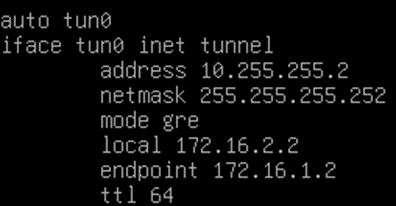 auto tun0
iface tun0 inet tunnel
address 10.255.255.2
netmask 255.255.255.252
mode gre
local 172.16.2.2
endpoint 172.16.1.2
ttl 64